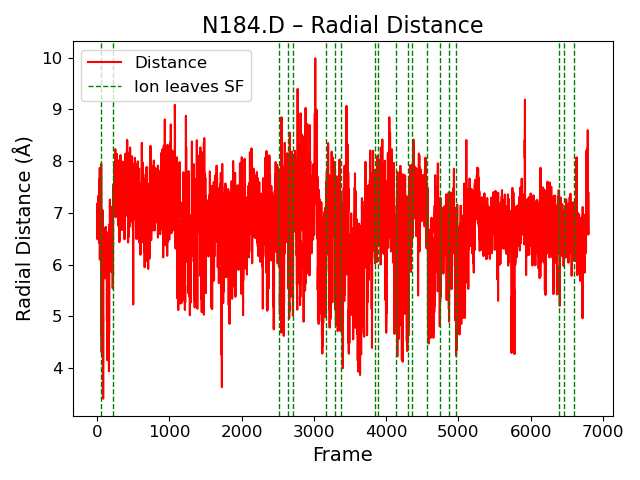 N184.D – Radial Distance
Distance
Ion leaves SF
Radial Distance (Å)
10
9
8
7
6
5
4
0 1000 2000 3000 4000 5000 6000 7000
Frame